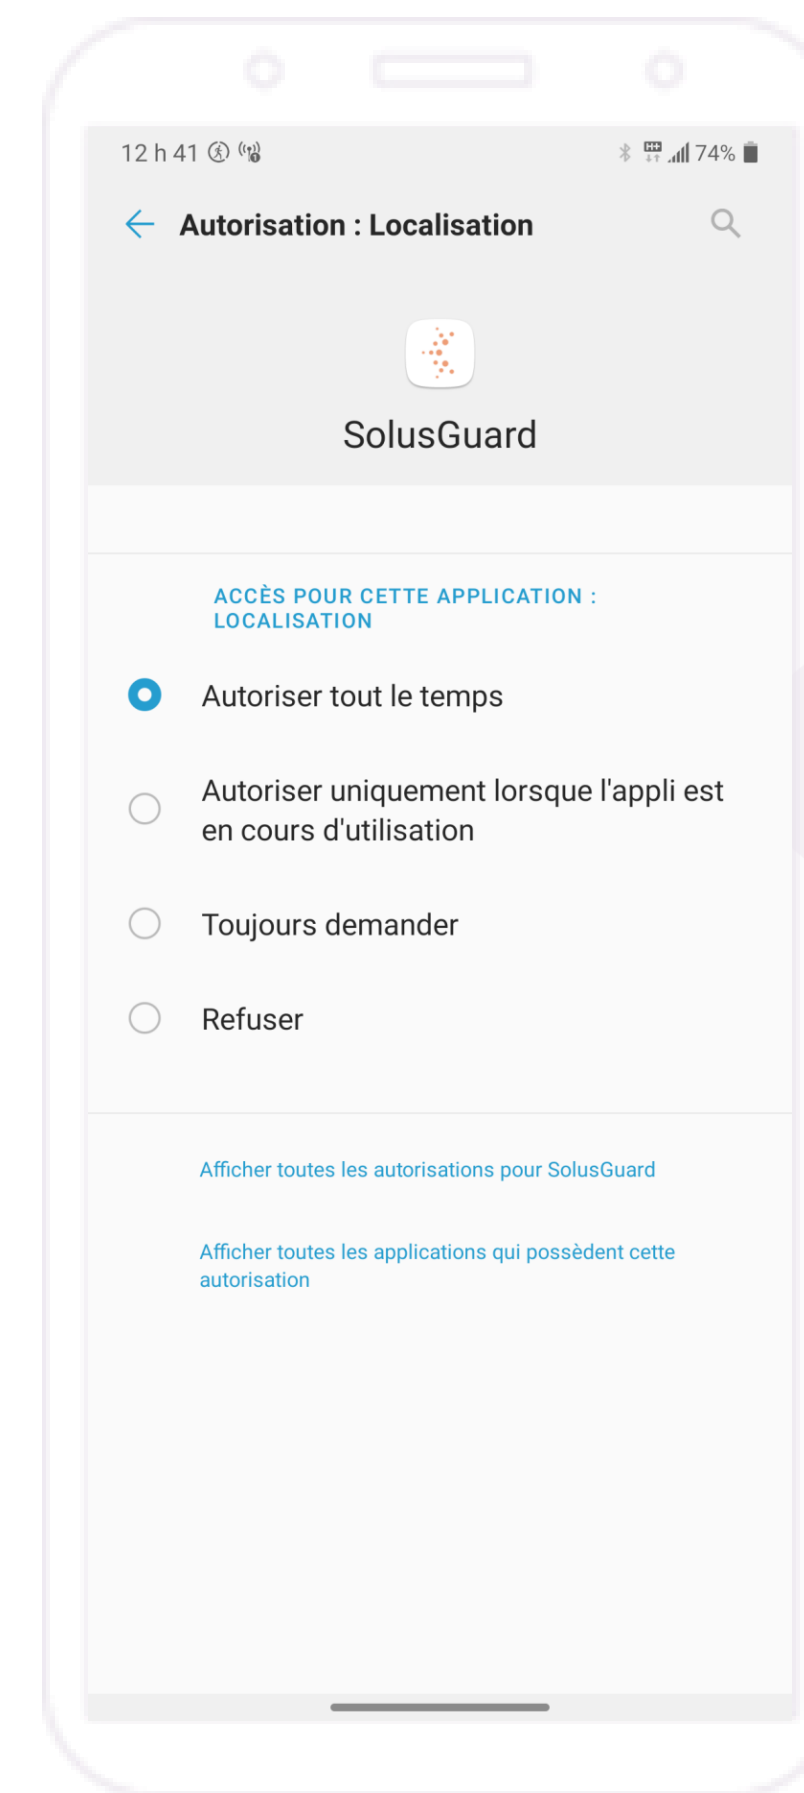 12 h 41
74%
Autorisation : Localisation
SolusGuard
ACCÈS POUR CETTE APPLICATION :
LOCALISATION
Autoriser tout le temps
Autoriser uniquement lorsque l'appli est
en cours d'utilisation
Toujours demander
Refuser
Afficher toutes les autorisations pour SolusGuard
Afficher toutes les applications qui possèdent cette
autorisation